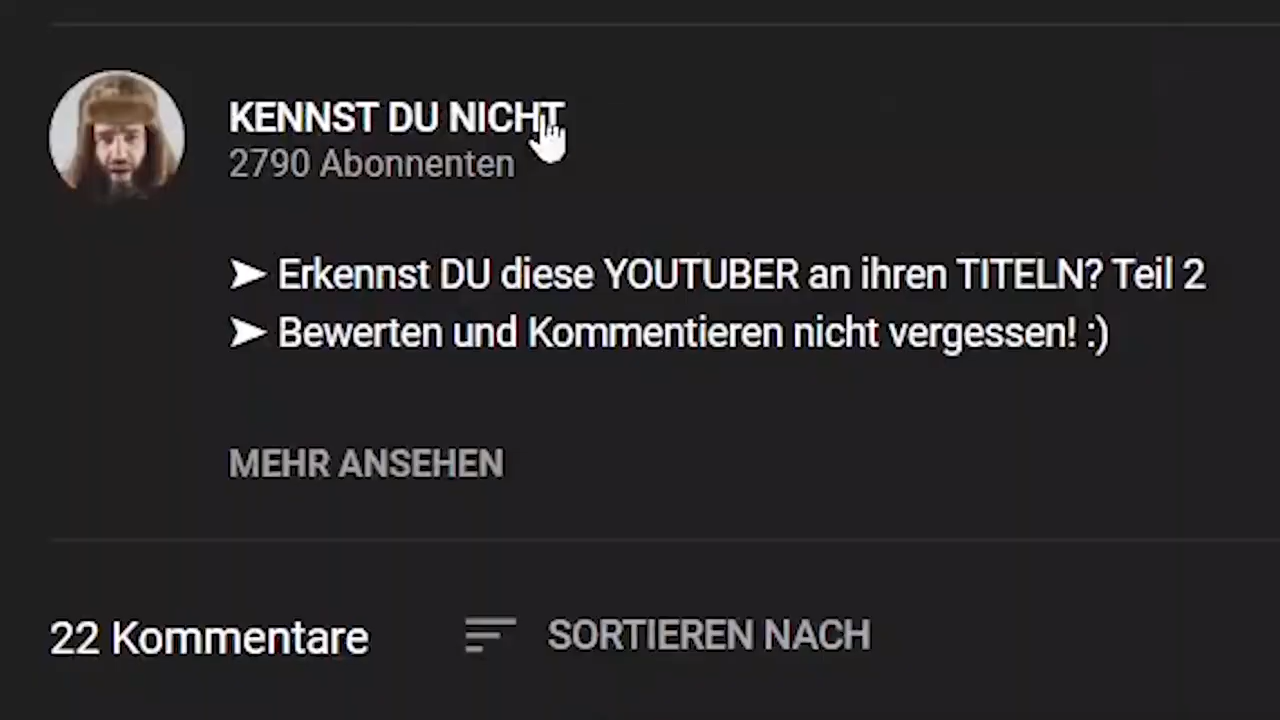 KENNST DU NICHT
2790 Abonnenten
➤ Erkennst DU diese YOUTUBER an ihren TITELN? Teil 2
➤ Bewerten und Kommentieren nicht vergessen! :)
MEHR ANSEHEN
22 Kommentare
SORTIEREN NACH